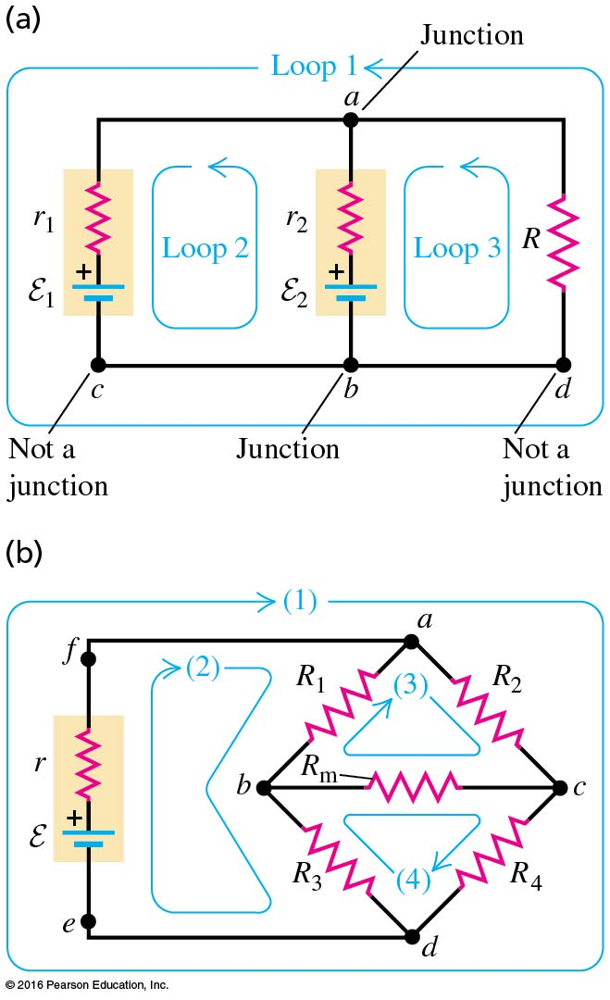 (a)
Junction
Loop 1
a
r1
+
ℰ1
Loop 2
r2
+
ℰ2
Loop 3
R
c
b
d
Not a
junction
Junction
Not a
junction
(b)
(1)
a
f
(2)
R1
(3)
R2
r
Rm
b
c
+
ℰ
R3
(4)
R4
e
d
© 2016 Pearson Education, Inc.